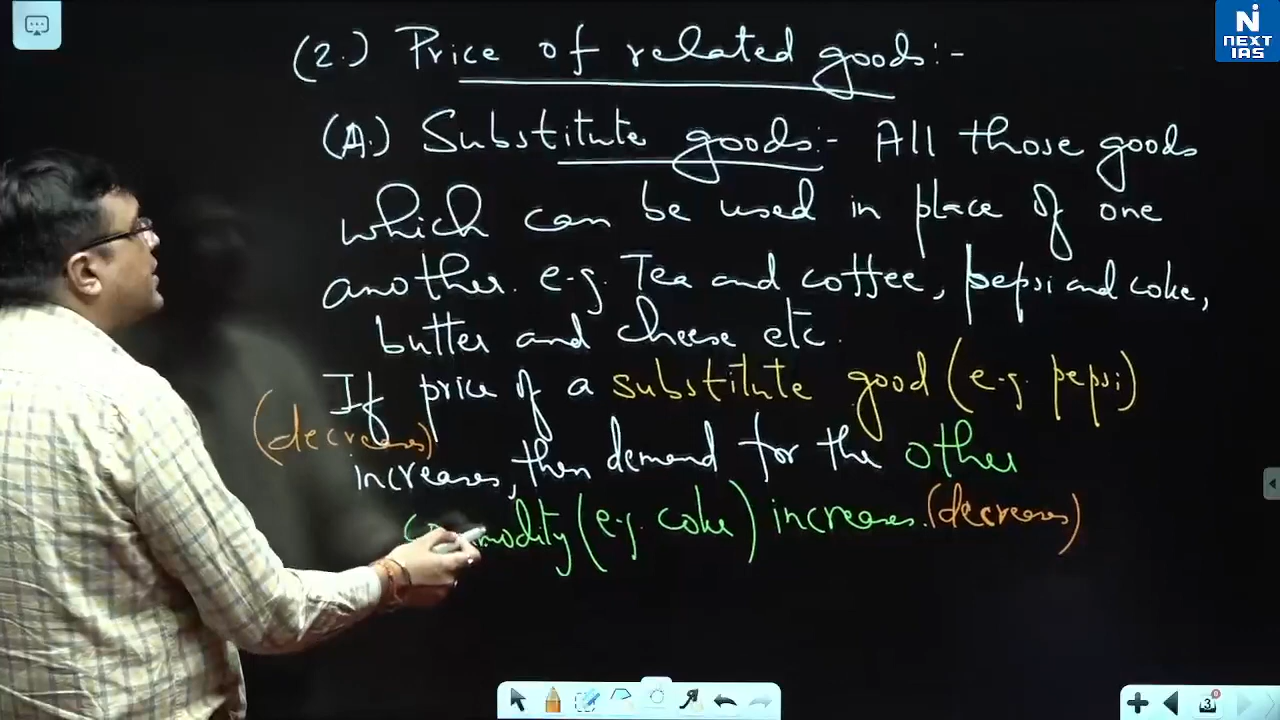 NEXT IAS
(2.) Price of related goods:-
(A.) Substitute goods:- All those goods
which can be used in place of one
another. e.g. Tea and coffee, pepsi and coke,
butter and cheese etc.
If price of a substitute good (e.g. pepsi)
(decreases)
increases, then demand for the other
commodity (e.g. coke) increases. (decreases)
3